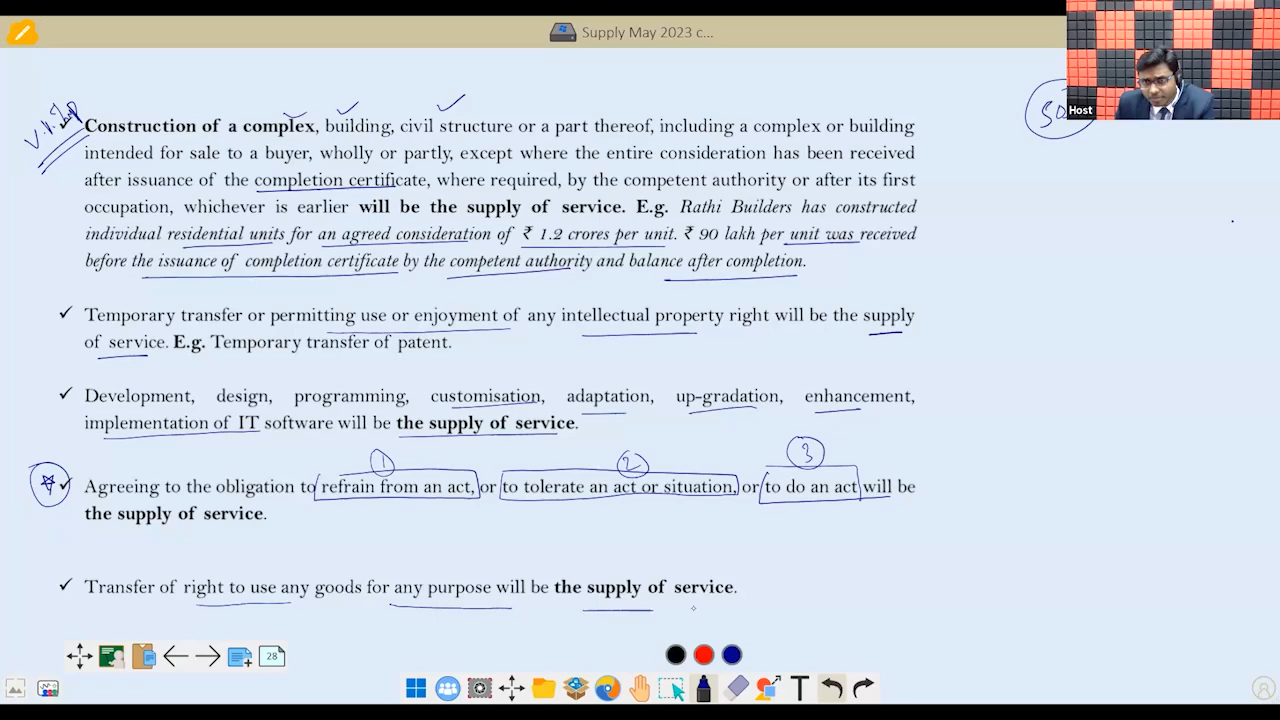 Supply May 2023 c...
Host
V.V.Imp
Construction of a complex, building, civil structure or a part thereof, including a complex or building
intended for sale to a buyer, wholly or partly, except where the entire consideration has been received
after issuance of the completion certificate, where required, by the competent authority or after its first
occupation, whichever is earlier will be the supply of service. E.g. Rathi Builders has constructed
individual residential units for an agreed consideration of ₹ 1.2 crores per unit. ₹ 90 lakh per unit was received
before the issuance of completion certificate by the competent authority and balance after completion.
✓ Temporary transfer or permitting use or enjoyment of any intellectual property right will be the supply
of service. E.g. Temporary transfer of patent.
✓ Development, design, programming, customisation, adaptation, up-gradation, enhancement,
implementation of IT software will be the supply of service.
1 2 3
✓ Agreeing to the obligation to refrain from an act, or to tolerate an act or situation, or to do an act will be
the supply of service.
✓ Transfer of right to use any goods for any purpose will be the supply of service.
28